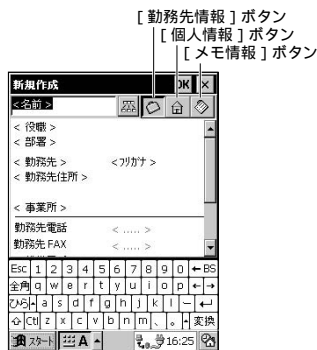 [ 勤務先情報 ] ボタン
[ 個人情報 ] ボタン
[ メモ情報 ] ボタン
新規作成 OK ×
<名前>
< 役職 >
< 部署 >
< 勤務先 > <フリガナ>
< 勤務先住所 >
< 事業所 >
勤務先電話 < ..... >
勤務先 FAX < ..... >
Esc 1 2 3 4 5 6 7 8 9 0 ←BS
全角 q w e r t y u i o p ← →
ひら a s d f g h j k l -
Ctl z x c v b n m 、 。 変換
スタート A 16:25